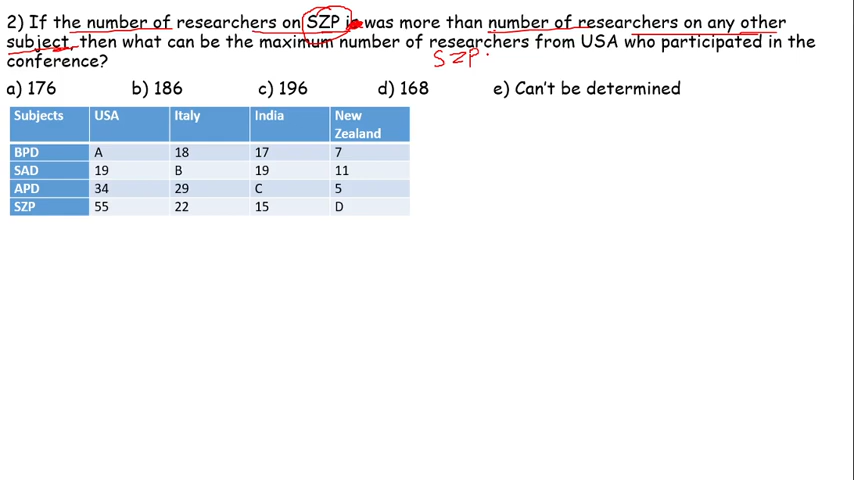 2) If the number of researchers on SZP is was more than number of researchers on any other
subject, then what can be the maximum number of researchers from USA who participated in the
conference?
SZP.
a) 176 b) 186 c) 196 d) 168 e) Can't be determined
Subjects USA Italy India New Zealand
BPD A 18 17 7
SAD 19 B 19 11
APD 34 29 C 5
SZP 55 22 15 D